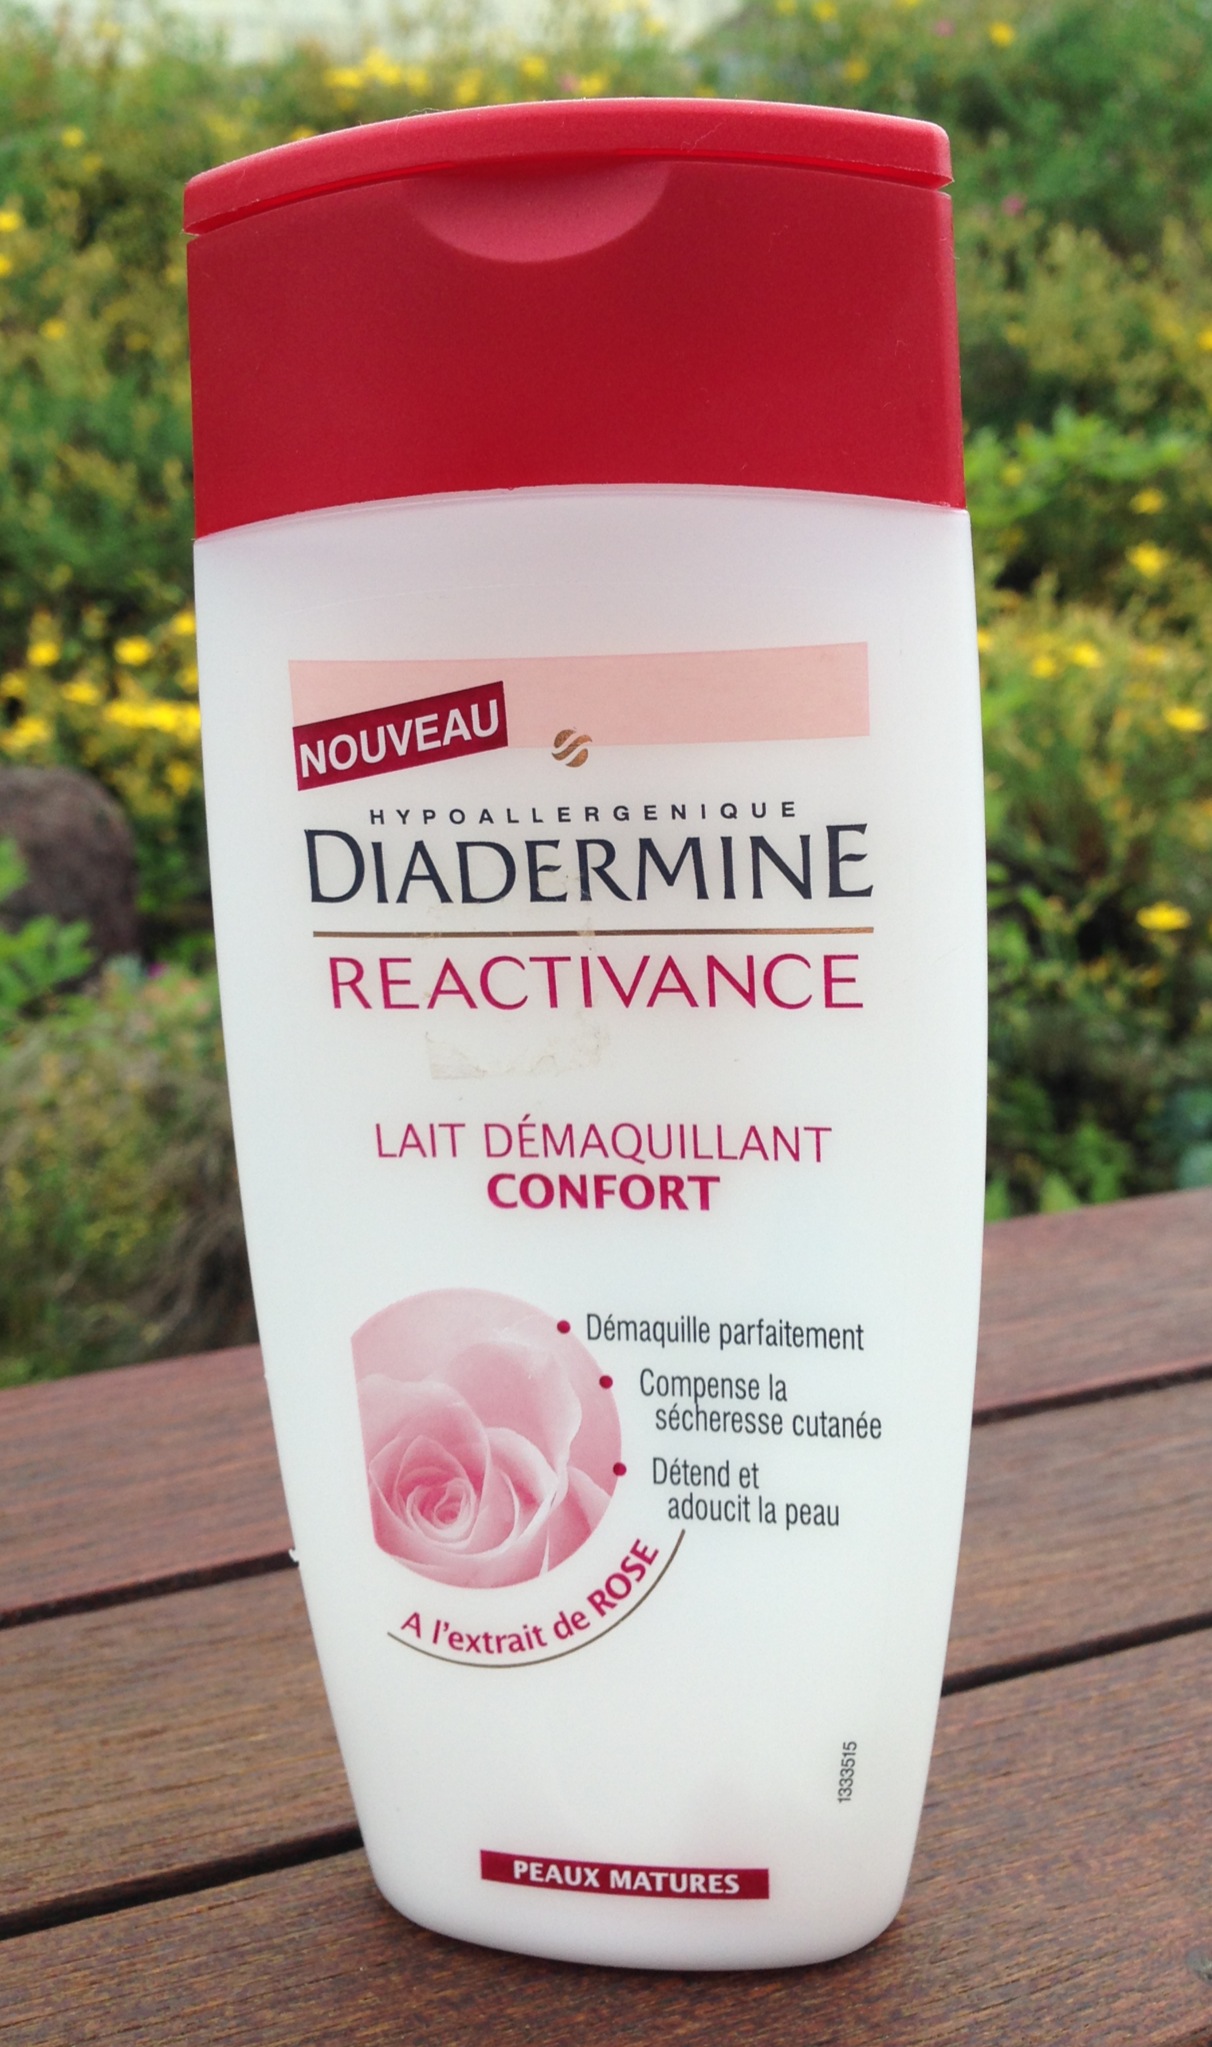 NOUVEAU
HYPOALLERGENIQUE
DIADERMINE
REACTIVANCE
LAIT DÉMAQUILLANT
CONFORT
• Démaquille parfaitement
• Compense la
sécheresse cutanée
• Détend et
adoucit la peau
A l'extrait de ROSE
1333515
PEAUX MATURES